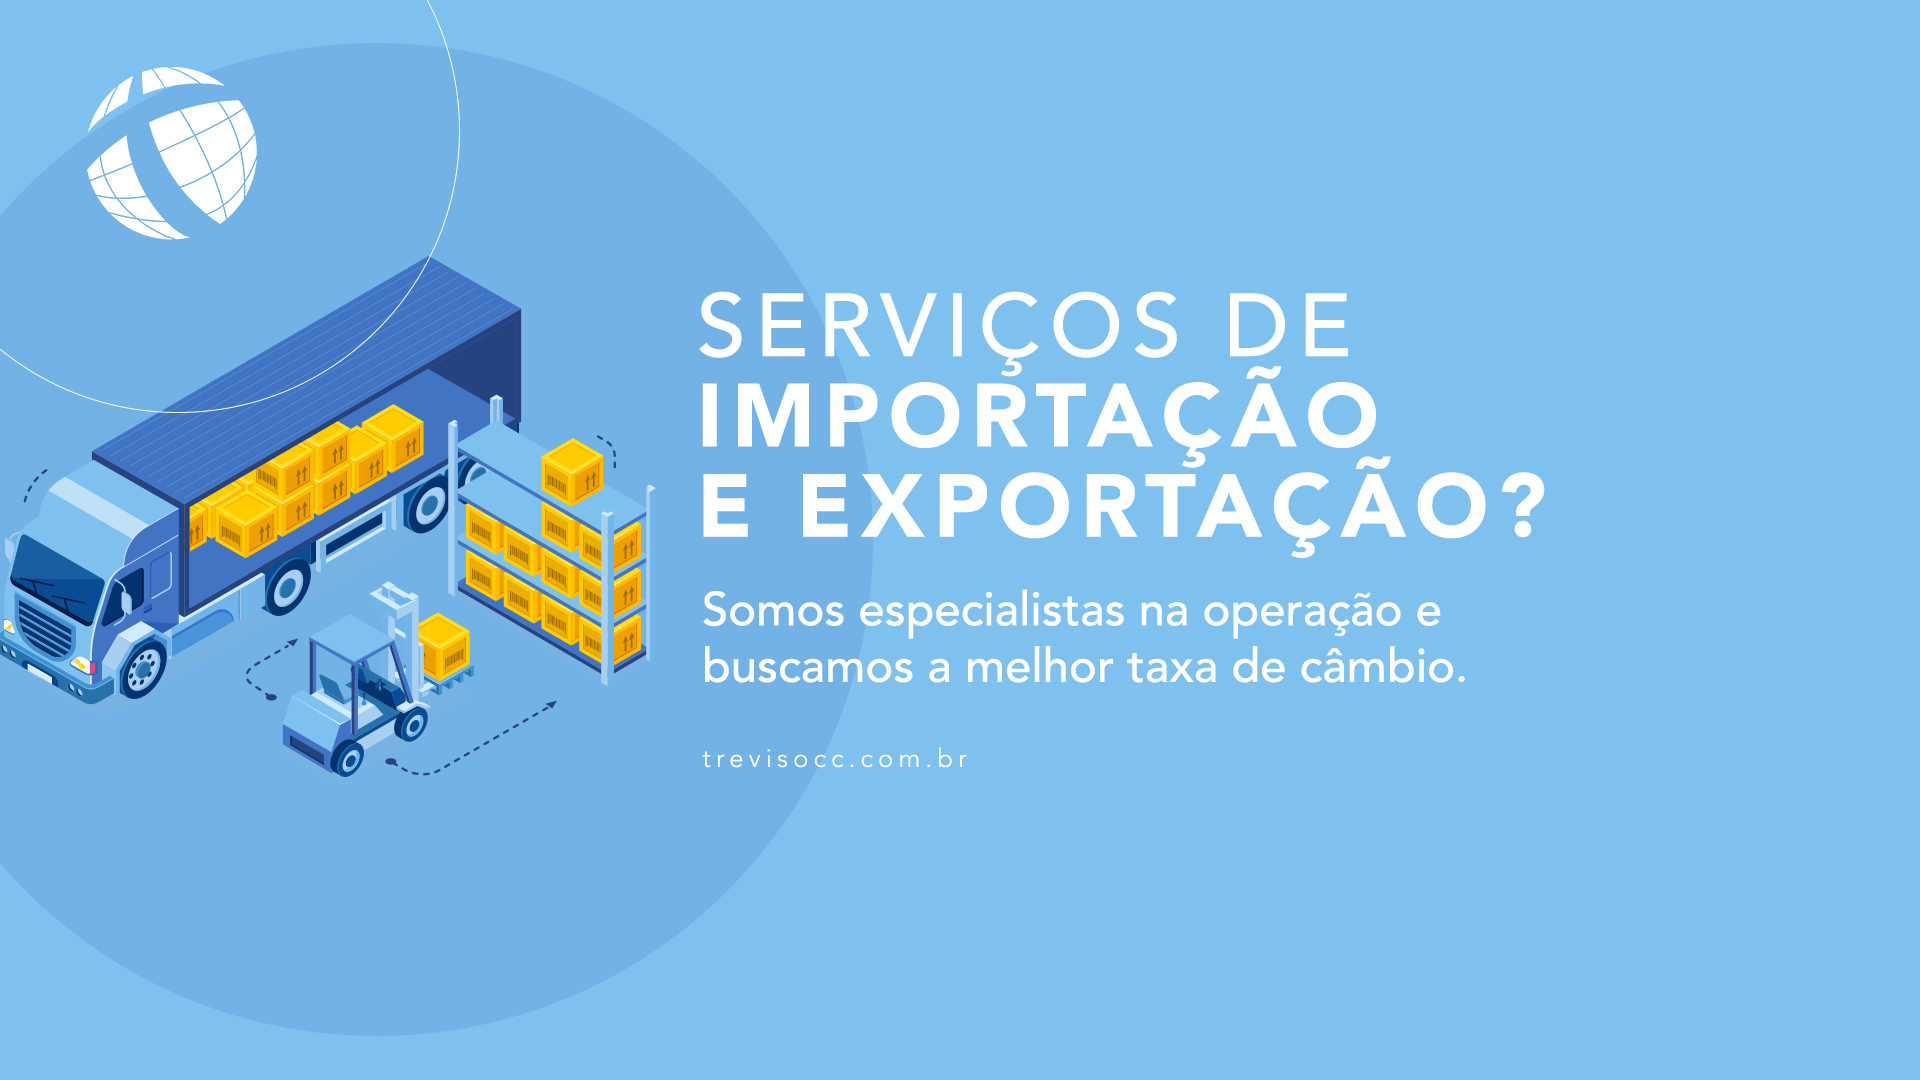 SERVIÇOS DE
IMPORTAÇÃO
E EXPORTAÇÃO?
Somos especialistas na operação e
buscamos a melhor taxa de câmbio.
trevisocc.com.br